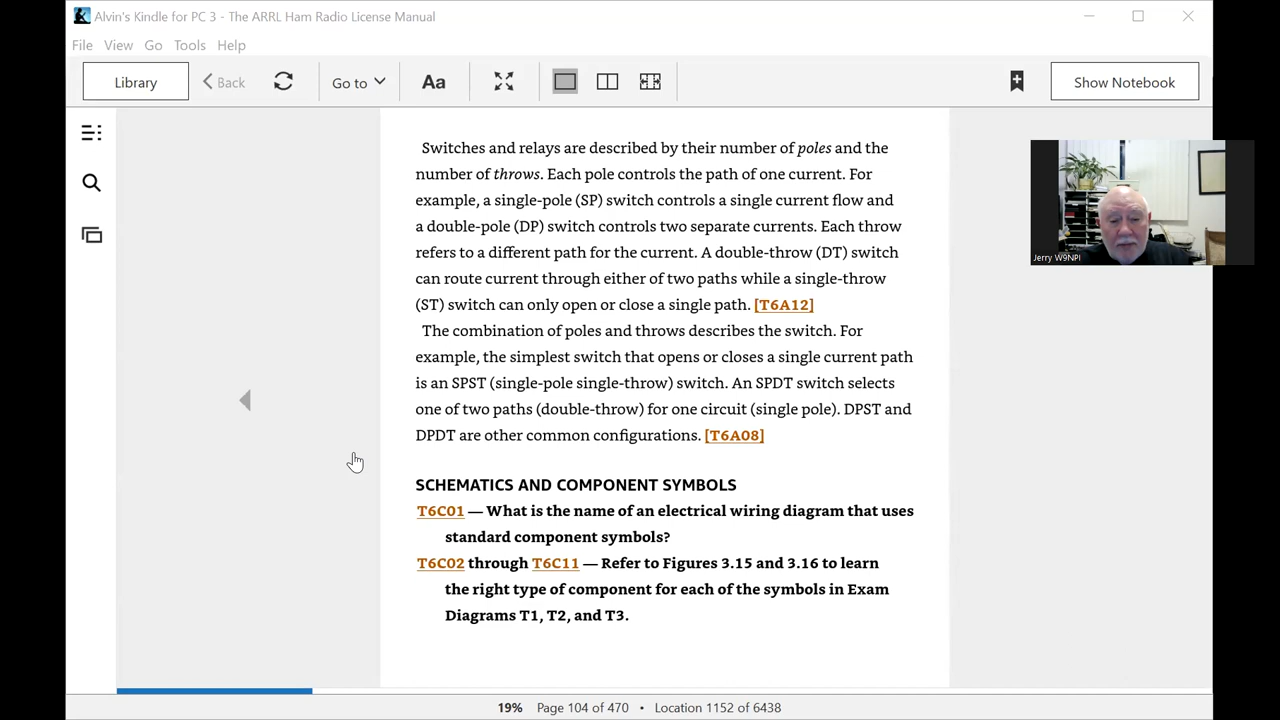 Alvin's Kindle for PC 3 - The ARRL Ham Radio License Manual
File View Go Tools Help
Library Back Go to Aa Show Notebook
Switches and relays are described by their number of poles and the
number of throws. Each pole controls the path of one current. For
example, a single-pole (SP) switch controls a single current flow and
a double-pole (DP) switch controls two separate currents. Each throw
refers to a different path for the current. A double-throw (DT) switch
can route current through either of two paths while a single-throw
(ST) switch can only open or close a single path. [T6A12]
The combination of poles and throws describes the switch. For
example, the simplest switch that opens or closes a single current path
is an SPST (single-pole single-throw) switch. An SPDT switch selects
one of two paths (double-throw) for one circuit (single pole). DPST and
DPDT are other common configurations. [T6A08]
SCHEMATICS AND COMPONENT SYMBOLS
T6C01 — What is the name of an electrical wiring diagram that uses
standard component symbols?
T6C02 through T6C11 — Refer to Figures 3.15 and 3.16 to learn
the right type of component for each of the symbols in Exam
Diagrams T1, T2, and T3.
Jerry W9NPI
19% Page 104 of 470 • Location 1152 of 6438